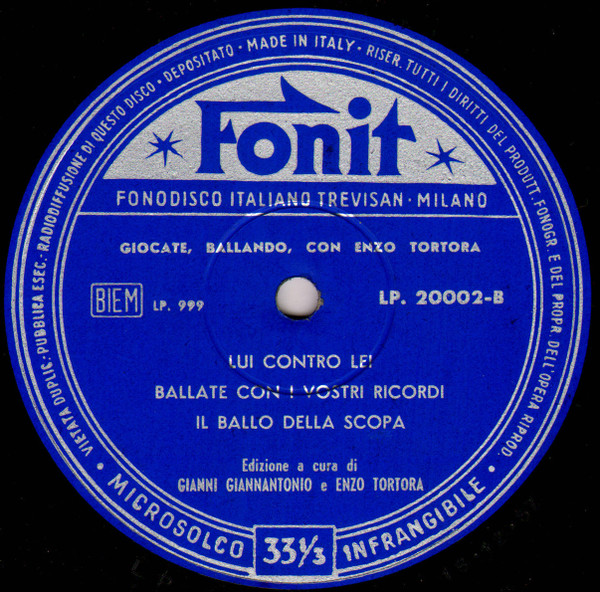 VIETATA DUPLIC.· PUBBLICA ESEC.· RADIODIFFUSIONE DI QUESTO DISCO · DEPOSITATO · MADE IN ITALY · RISER. TUTTI I DIRITTI DEL PRODUTT. FONOGR. E DEL PROPR. DELL'OPERA RIPROD.
Fonit
FONODISCO ITALIANO TREVISAN · MILANO
GIOCATE, BALLANDO, CON ENZO TORTORA
BIEM LP. 999 LP. 20002-B
LUI CONTRO LEI
BALLATE CON I VOSTRI RICORDI
IL BALLO DELLA SCOPA
Edizione a cura di
GIANNI GIANNANTONIO e ENZO TORTORA
· MICROSOLCO 33 1/3 INFRANGIBILE ·